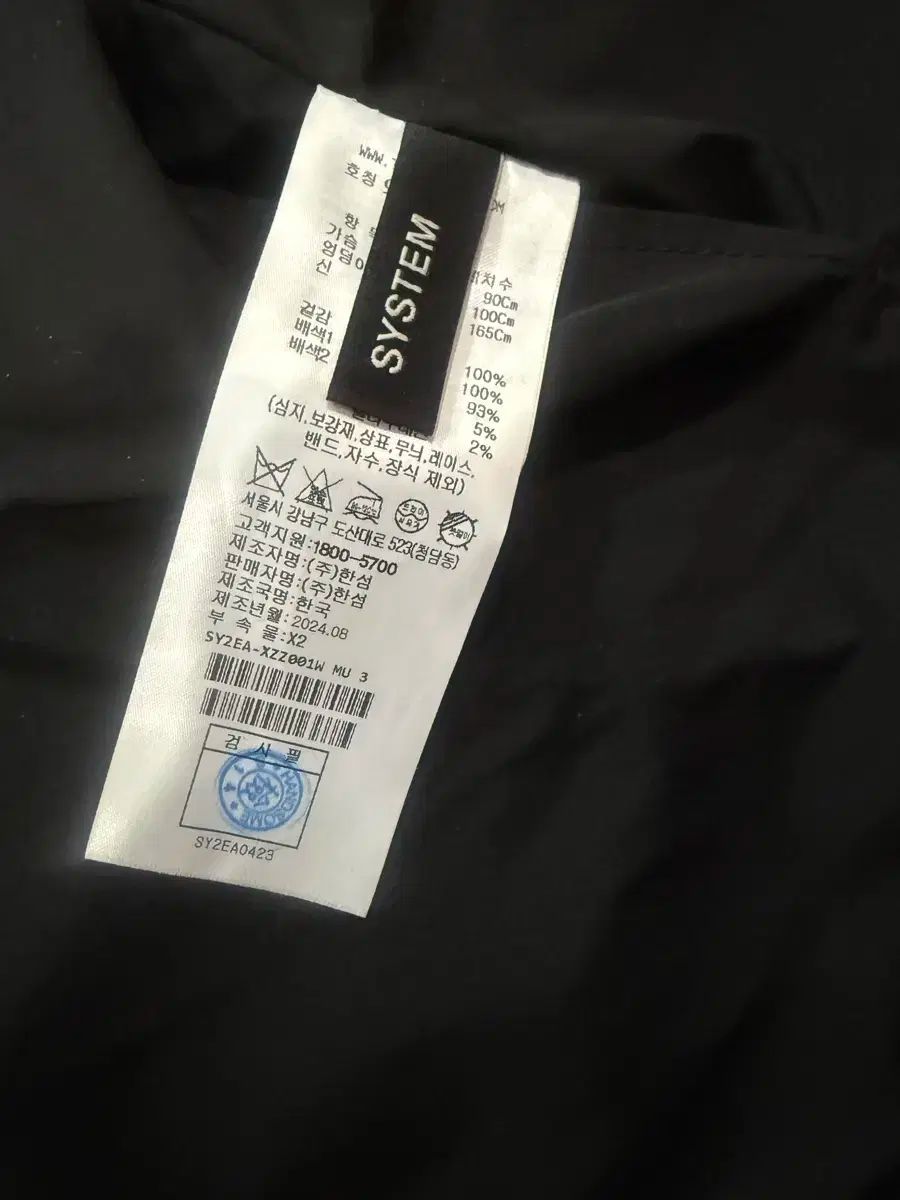 WWW.
호칭
SYSTEM
항
가슴
엉덩
신
치수
90Cm
100Cm
165Cm
겉감
배색1
배색2
100%
100%
93%
5%
2%
(심지,보강재,상표,무늬,레이스,
밴드,자수,장식 제외)
서울시 강남구 도산대로 523(청담동)
고객지원:1800-5700
제조자명:(주)한섬
판매자명:(주)한섬
제조국명:한국
제조년월:2024.08
부 속 물:X2
SY2EA-XZZ001W MU 3
검 사 필
HANDSOME
SY2EA0423